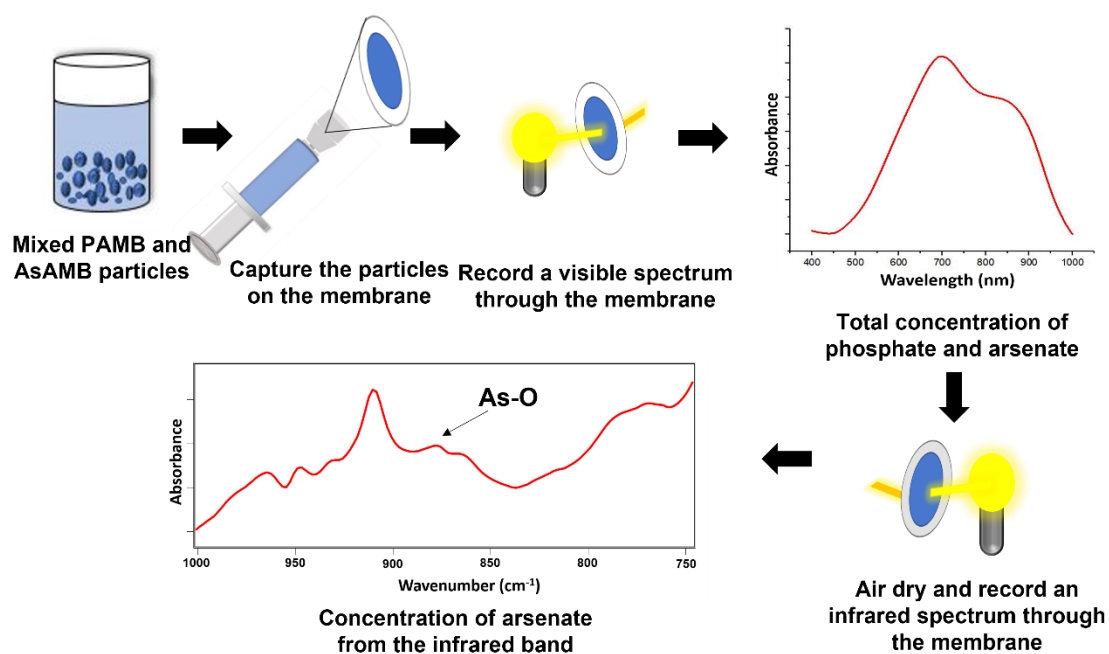 Mixed PAMB and
AsAMB particles
Capture the particles
on the membrane
Record a visible spectrum
through the membrane
Absorbance
400 500 600 700 800 900 1000
Wavelength (nm)
Total concentration of
phosphate and arsenate
Air dry and record an
infrared spectrum through
the membrane
As-O
Absorbance
1000 950 900 850 800 750
Wavenumber (cm⁻¹)
Concentration of arsenate
from the infrared band